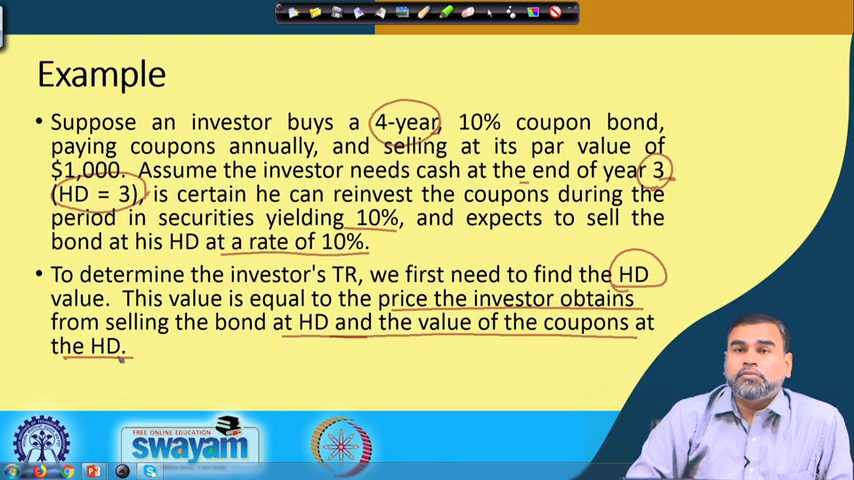 Example
• Suppose an investor buys a 4-year, 10% coupon bond,
paying coupons annually, and selling at its par value of
$1,000. Assume the investor needs cash at the end of year 3
(HD = 3), is certain he can reinvest the coupons during the
period in securities yielding 10%, and expects to sell the
bond at his HD at a rate of 10%.
• To determine the investor's TR, we first need to find the HD
value. This value is equal to the price the investor obtains
from selling the bond at HD and the value of the coupons at
the HD.
FREE ONLINE EDUCATION
swayam